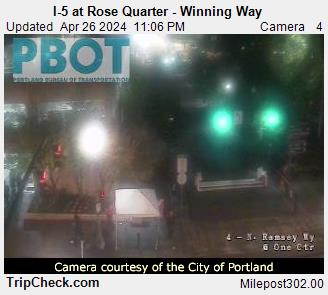 I-5 at Rose Quarter - Winning Way
Updated Apr 26 2024 11:06 PM Camera 4
PBOT
PORTLAND BUREAU OF TRANSPORTATION
4 - N. Ramsey Wy
@ One Ctr
Camera courtesy of the City of Portland
TripCheck.com Milepost302.00